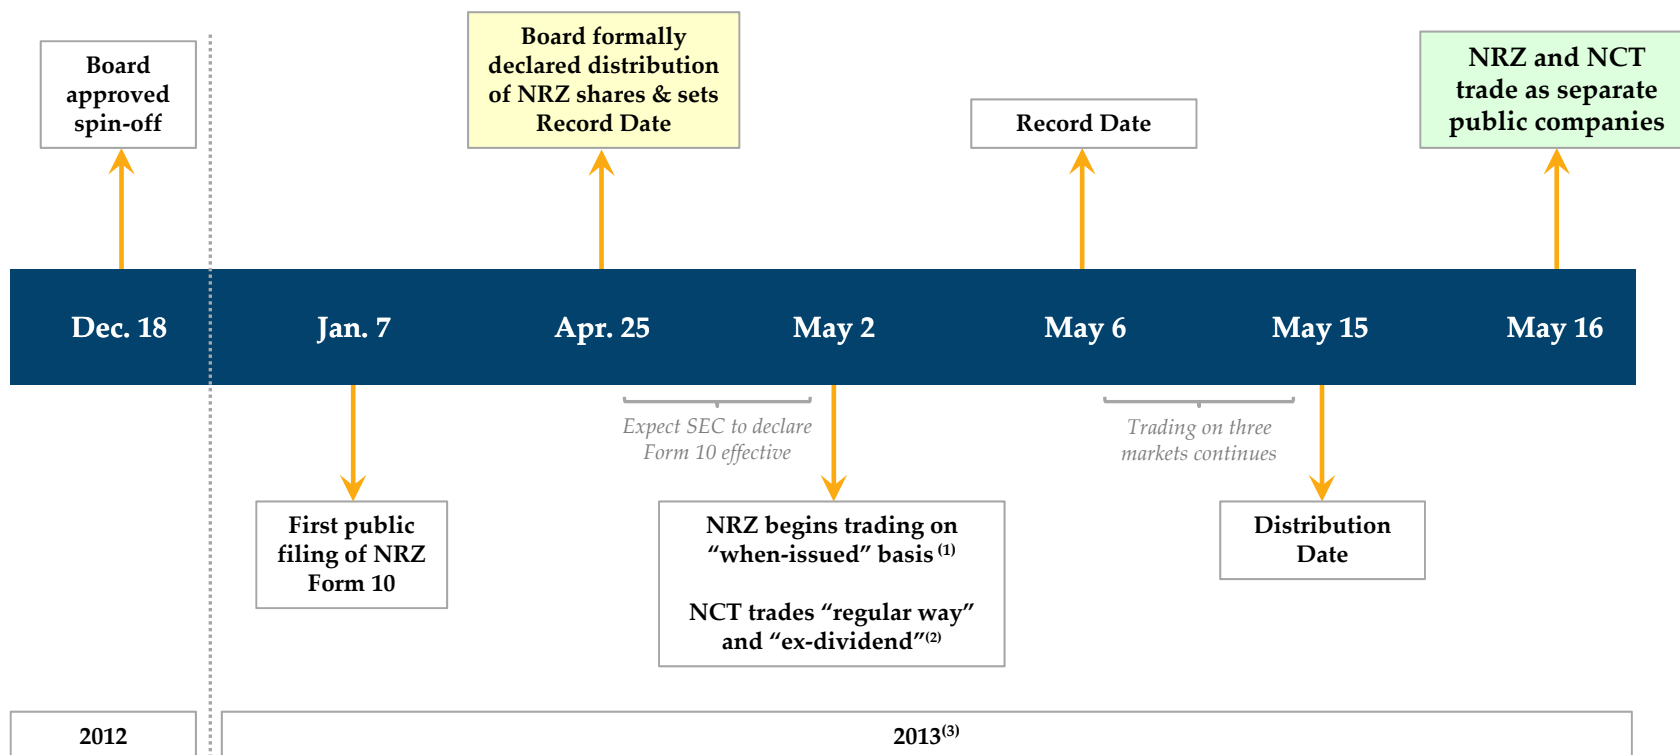 Board
approved
spin-off
Board formally
declared distribution
of NRZ shares & sets
Record Date
Record Date
NRZ and NCT
trade as separate
public companies
Dec. 18
Jan. 7
Apr. 25
May 2
May 6
May 15
May 16
Expect SEC to declare
Form 10 effective
Trading on three
markets continues
First public
filing of NRZ
Form 10
NRZ begins trading on
“when-issued” basis (1)
NCT trades “regular way”
and “ex-dividend”(2)
Distribution
Date
2012
2013(3)